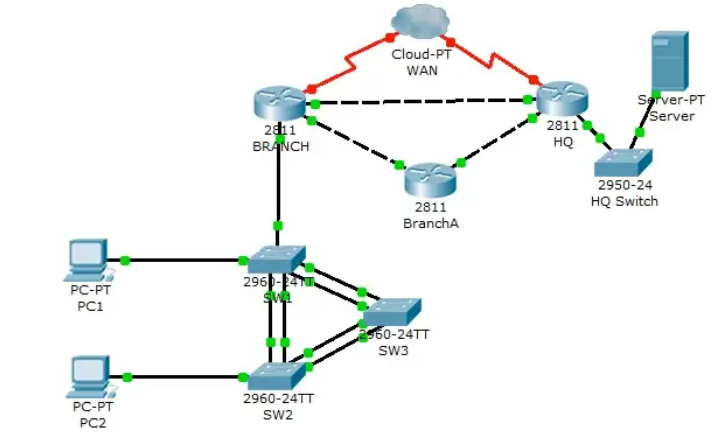 Cloud-PT
WAN
Server-PT
Server
2811
BRANCH
2811
HQ
2950-24
HQ Switch
2811
BranchA
PC-PT
PC1
2960-24TT
SW1
2960-24TT
SW3
PC-PT
PC2
2960-24TT
SW2